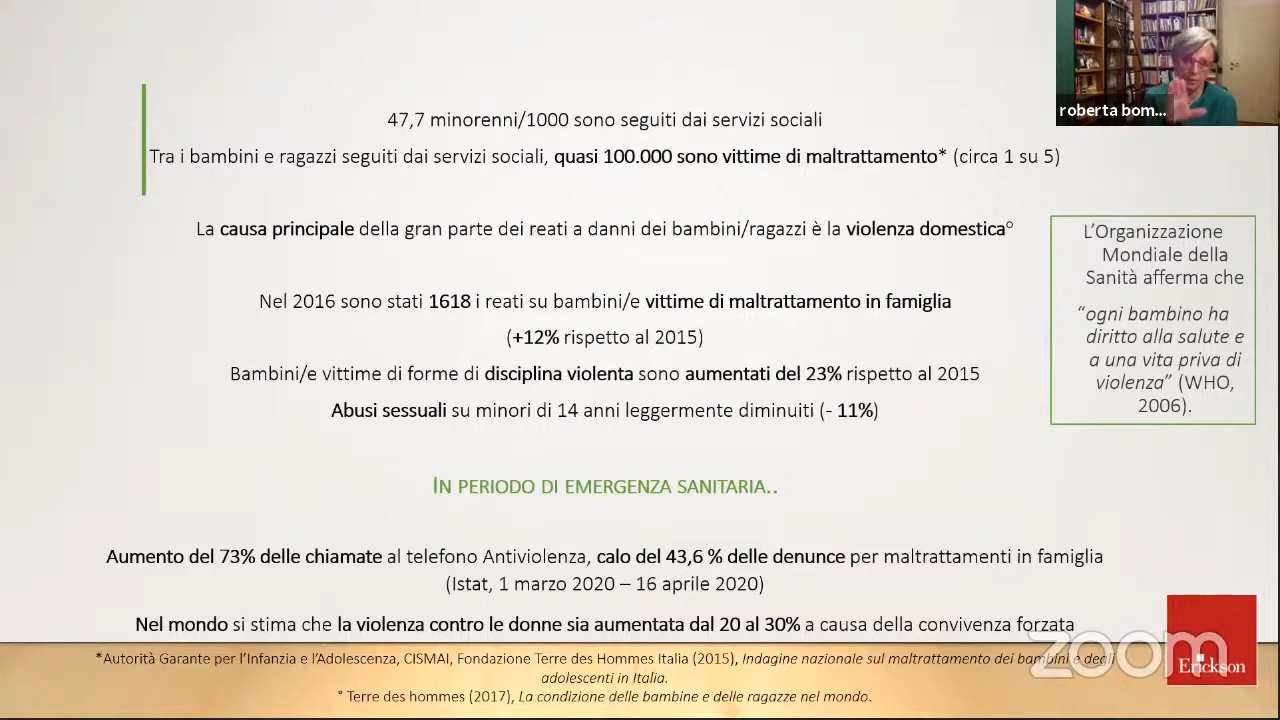 roberta bom...
47,7 minorenni/1000 sono seguiti dai servizi sociali
Tra i bambini e ragazzi seguiti dai servizi sociali, quasi 100.000 sono vittime di maltrattamento* (circa 1 su 5)
La causa principale della gran parte dei reati a danni dei bambini/ragazzi è la violenza domestica°
Nel 2016 sono stati 1618 i reati su bambini/e vittime di maltrattamento in famiglia
(+12% rispetto al 2015)
Bambini/e vittime di forme di disciplina violenta sono aumentati del 23% rispetto al 2015
Abusi sessuali su minori di 14 anni leggermente diminuiti (- 11%)
L'Organizzazione
Mondiale della
Sanità afferma che
"ogni bambino ha
diritto alla salute e
a una vita priva di
violenza" (WHO,
2006).
IN PERIODO DI EMERGENZA SANITARIA..
Aumento del 73% delle chiamate al telefono Antiviolenza, calo del 43,6 % delle denunce per maltrattamenti in famiglia
(Istat, 1 marzo 2020 – 16 aprile 2020)
Nel mondo si stima che la violenza contro le donne sia aumentata dal 20 al 30% a causa della convivenza forzata
*Autorità Garante per l'Infanzia e l'Adolescenza, CISMAI, Fondazione Terre des Hommes Italia (2015), Indagine nazionale sul maltrattamento dei bambini e degli
adolescenti in Italia.
° Terre des hommes (2017), La condizione delle bambine e delle ragazze nel mondo.
zoom
Erickson